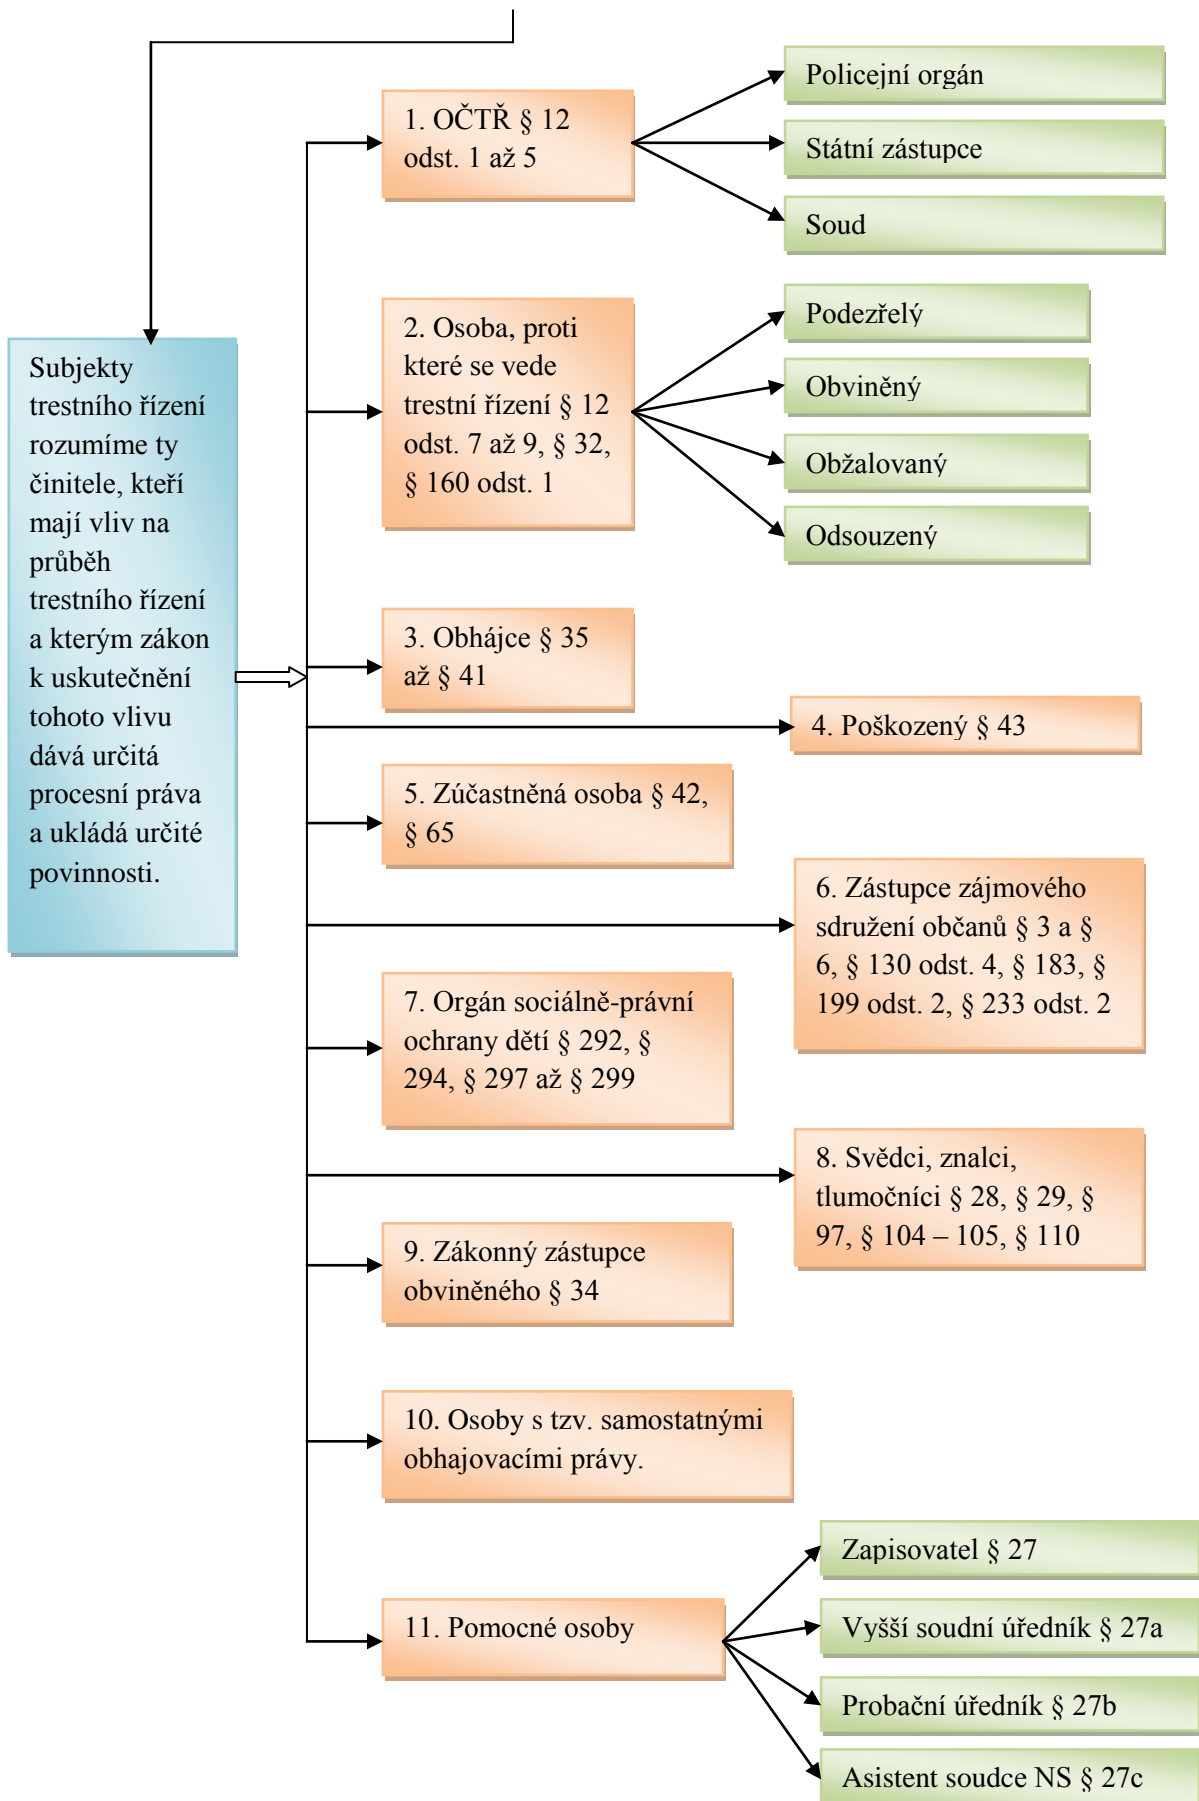 Subjekty
trestního řízení
rozumíme ty
činitele, kteří
mají vliv na
průběh
trestního řízení
a kterým zákon
k uskutečnění
tohoto vlivu
dává určitá
procesní práva
a ukládá určité
povinnosti.
1. OČTŘ § 12
odst. 1 až 5
Policejní orgán
Státní zástupce
Soud
2. Osoba, proti
které se vede
trestní řízení § 12
odst. 7 až 9, § 32,
§ 160 odst. 1
Podezřelý
Obviněný
Obžalovaný
Odsouzený
3. Obhájce § 35
až § 41
4. Poškozený § 43
5. Zúčastněná osoba § 42,
§ 65
6. Zástupce zájmového
sdružení občanů § 3 a §
6, § 130 odst. 4, § 183, §
199 odst. 2, § 233 odst. 2
7. Orgán sociálně-právní
ochrany dětí § 292, §
294, § 297 až § 299
8. Svědci, znalci,
tlumočníci § 28, § 29, §
97, § 104 – 105, § 110
9. Zákonný zástupce
obviněného § 34
10. Osoby s tzv. samostatnými
obhajovacími právy.
11. Pomocné osoby
Zapisovatel § 27
Vyšší soudní úředník § 27a
Probační úředník § 27b
Asistent soudce NS § 27c